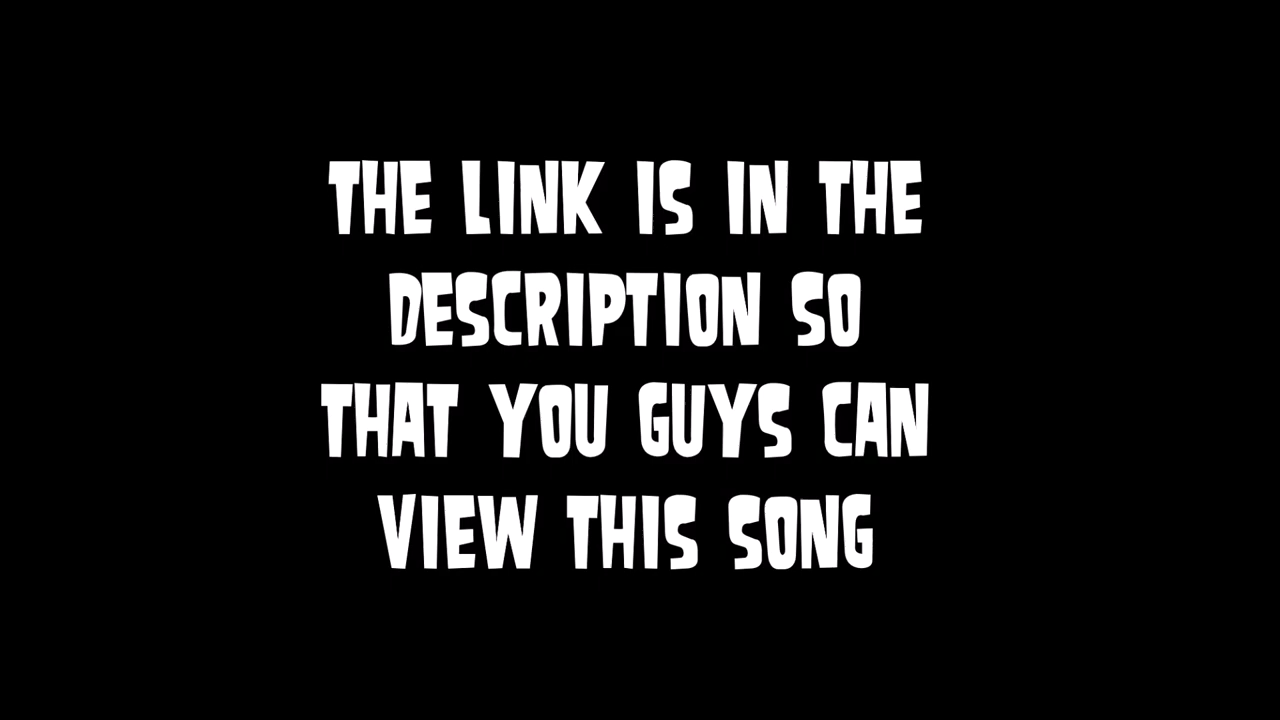 THE LINK IS IN THE
DESCRIPTION SO
THAT YOU GUYS CAN
VIEW THIS SONG